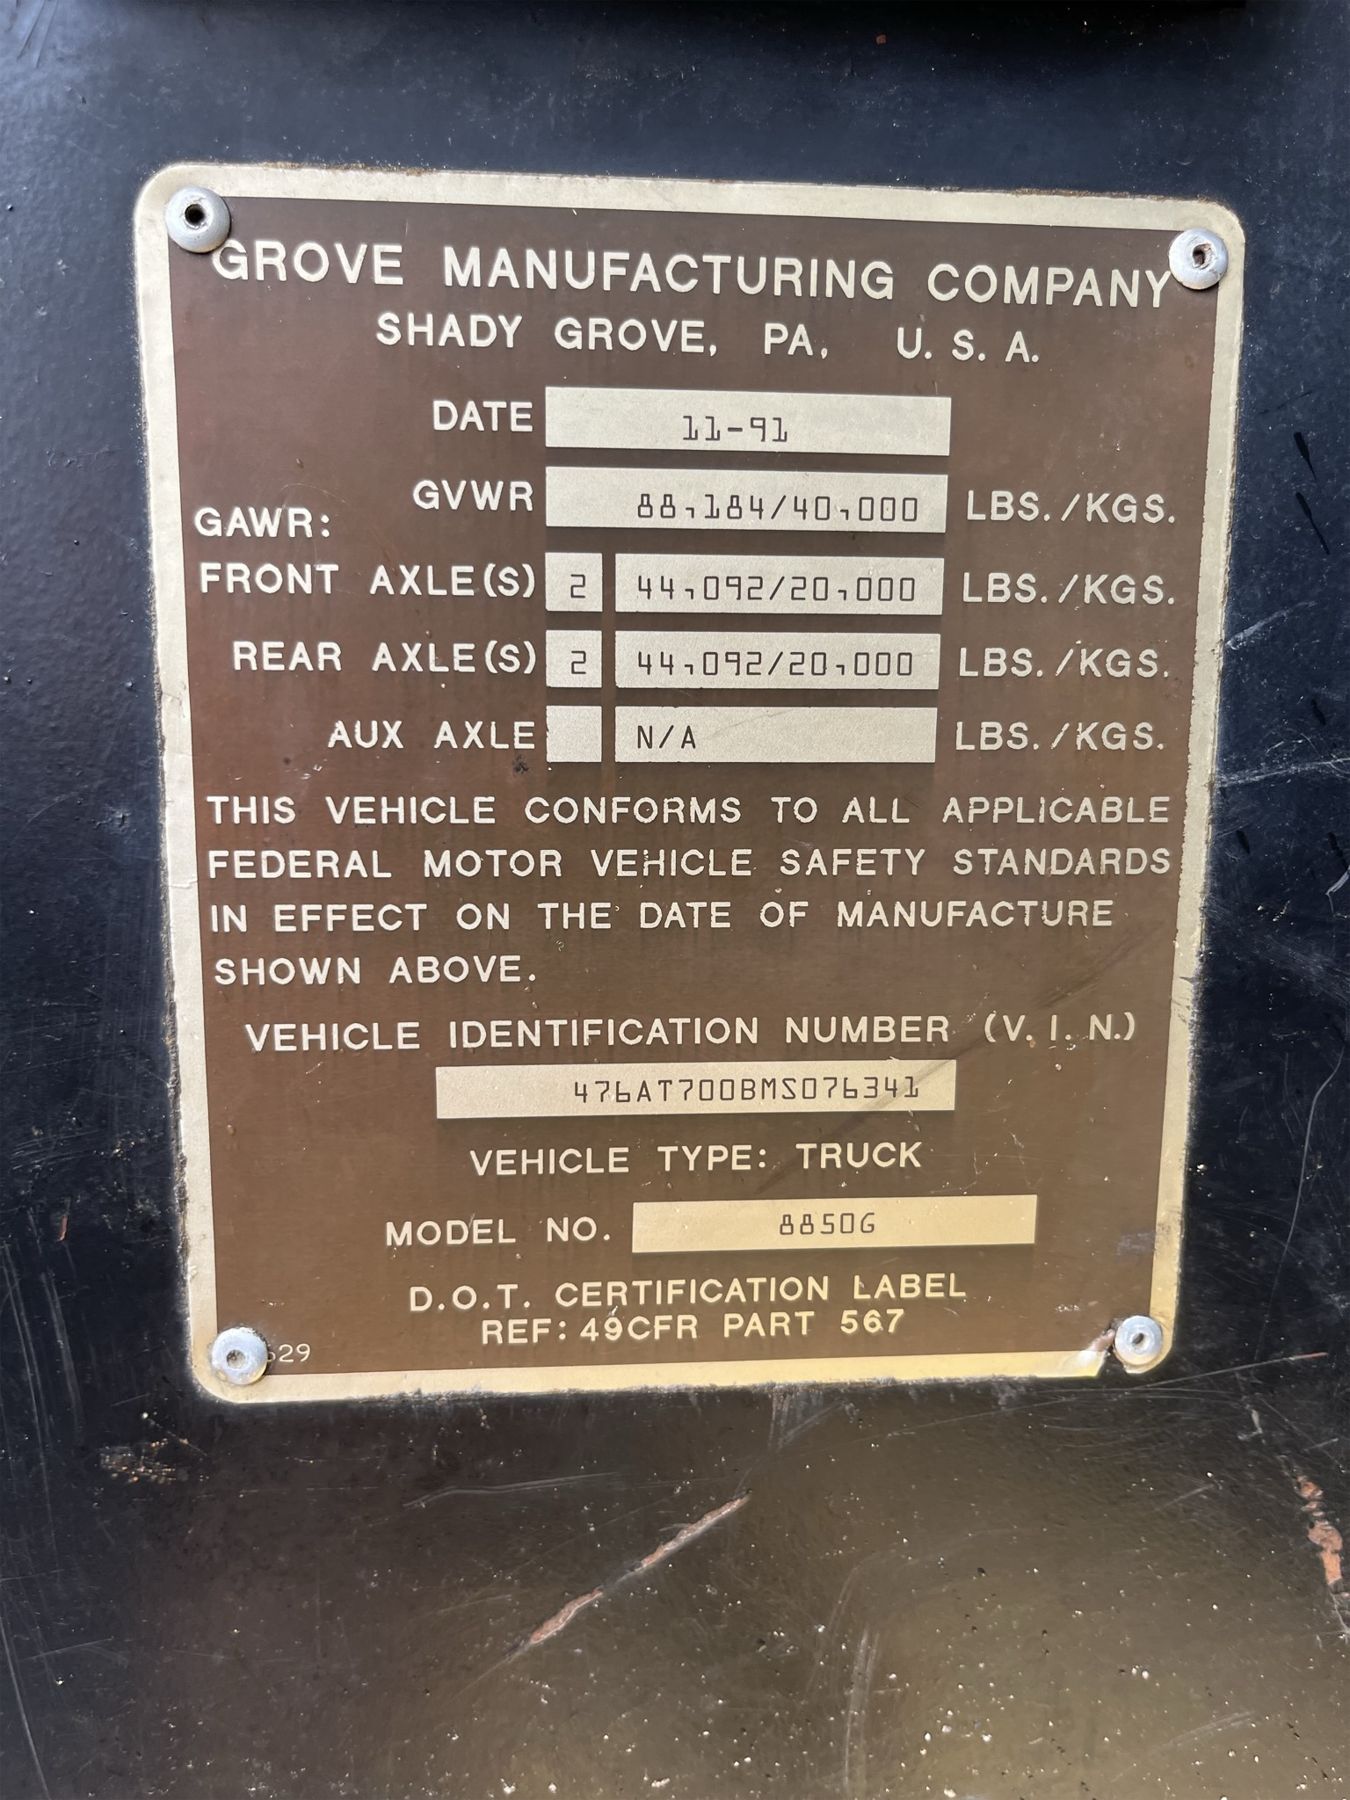 GROVE MANUFACTURING COMPANY
SHADY GROVE, PA, U. S. A.
DATE 11-91
GVWR 88,184/40,000 LBS./KGS.
GAWR:
FRONT AXLE(S) 2 44,092/20,000 LBS./KGS.
REAR AXLE(S) 2 44,092/20,000 LBS./KGS.
AUX AXLE N/A LBS./KGS.
THIS VEHICLE CONFORMS TO ALL APPLICABLE
FEDERAL MOTOR VEHICLE SAFETY STANDARDS
IN EFFECT ON THE DATE OF MANUFACTURE
SHOWN ABOVE.
VEHICLE IDENTIFICATION NUMBER (V. I. N.)
476AT700BMS076341
VEHICLE TYPE: TRUCK
MODEL NO. 8850G
D.O.T. CERTIFICATION LABEL
REF: 49CFR PART 567